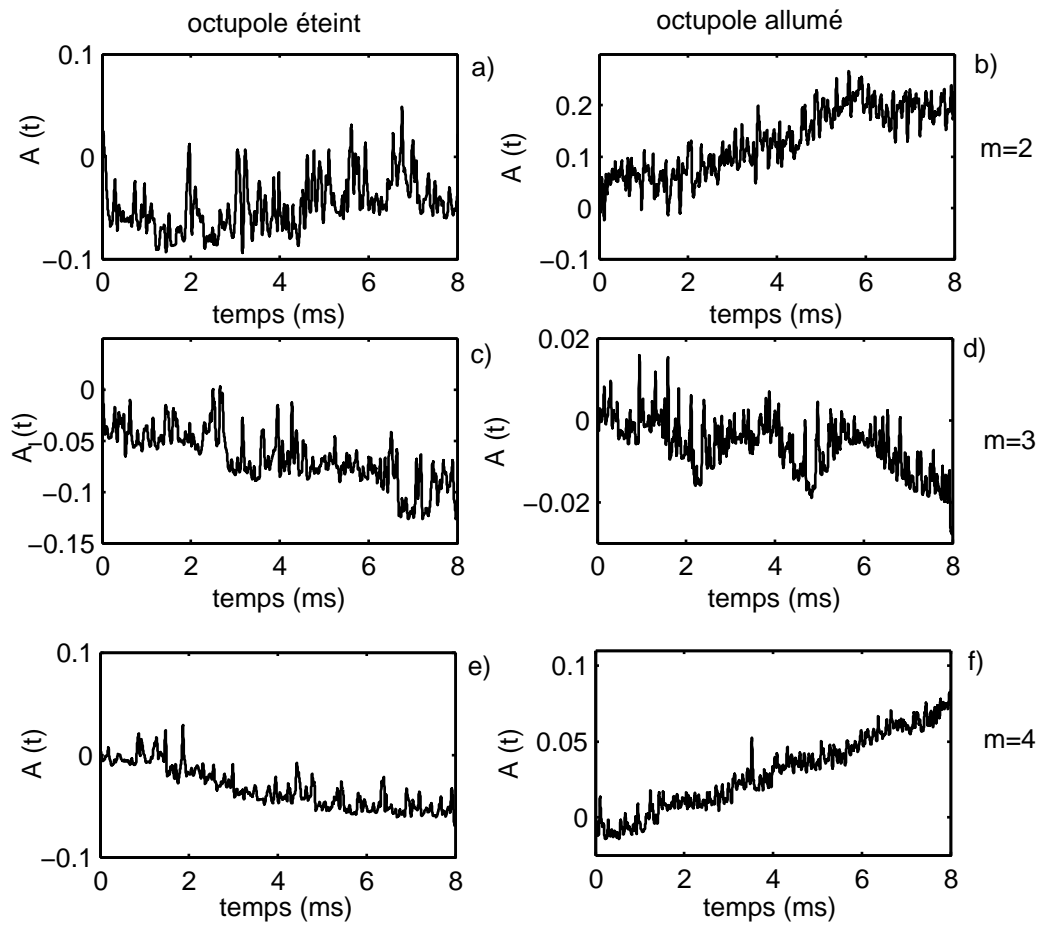 octupole éteint
octupole allumé
a)
0.1
0
−0.1
A (t)
0 2 4 6 8
temps (ms)
b)
0.2
0.1
0
−0.1
A (t)
0 2 4 6 8
temps (ms)
m=2
c)
0
−0.05
−0.1
−0.15
A (t)
0 2 4 6 8
temps (ms)
d)
0.02
0
−0.02
A (t)
0 2 4 6 8
temps (ms)
m=3
e)
0.1
0
−0.1
A (t)
0 2 4 6 8
temps (ms)
f)
0.1
0.05
0
A (t)
0 2 4 6 8
temps (ms)
m=4